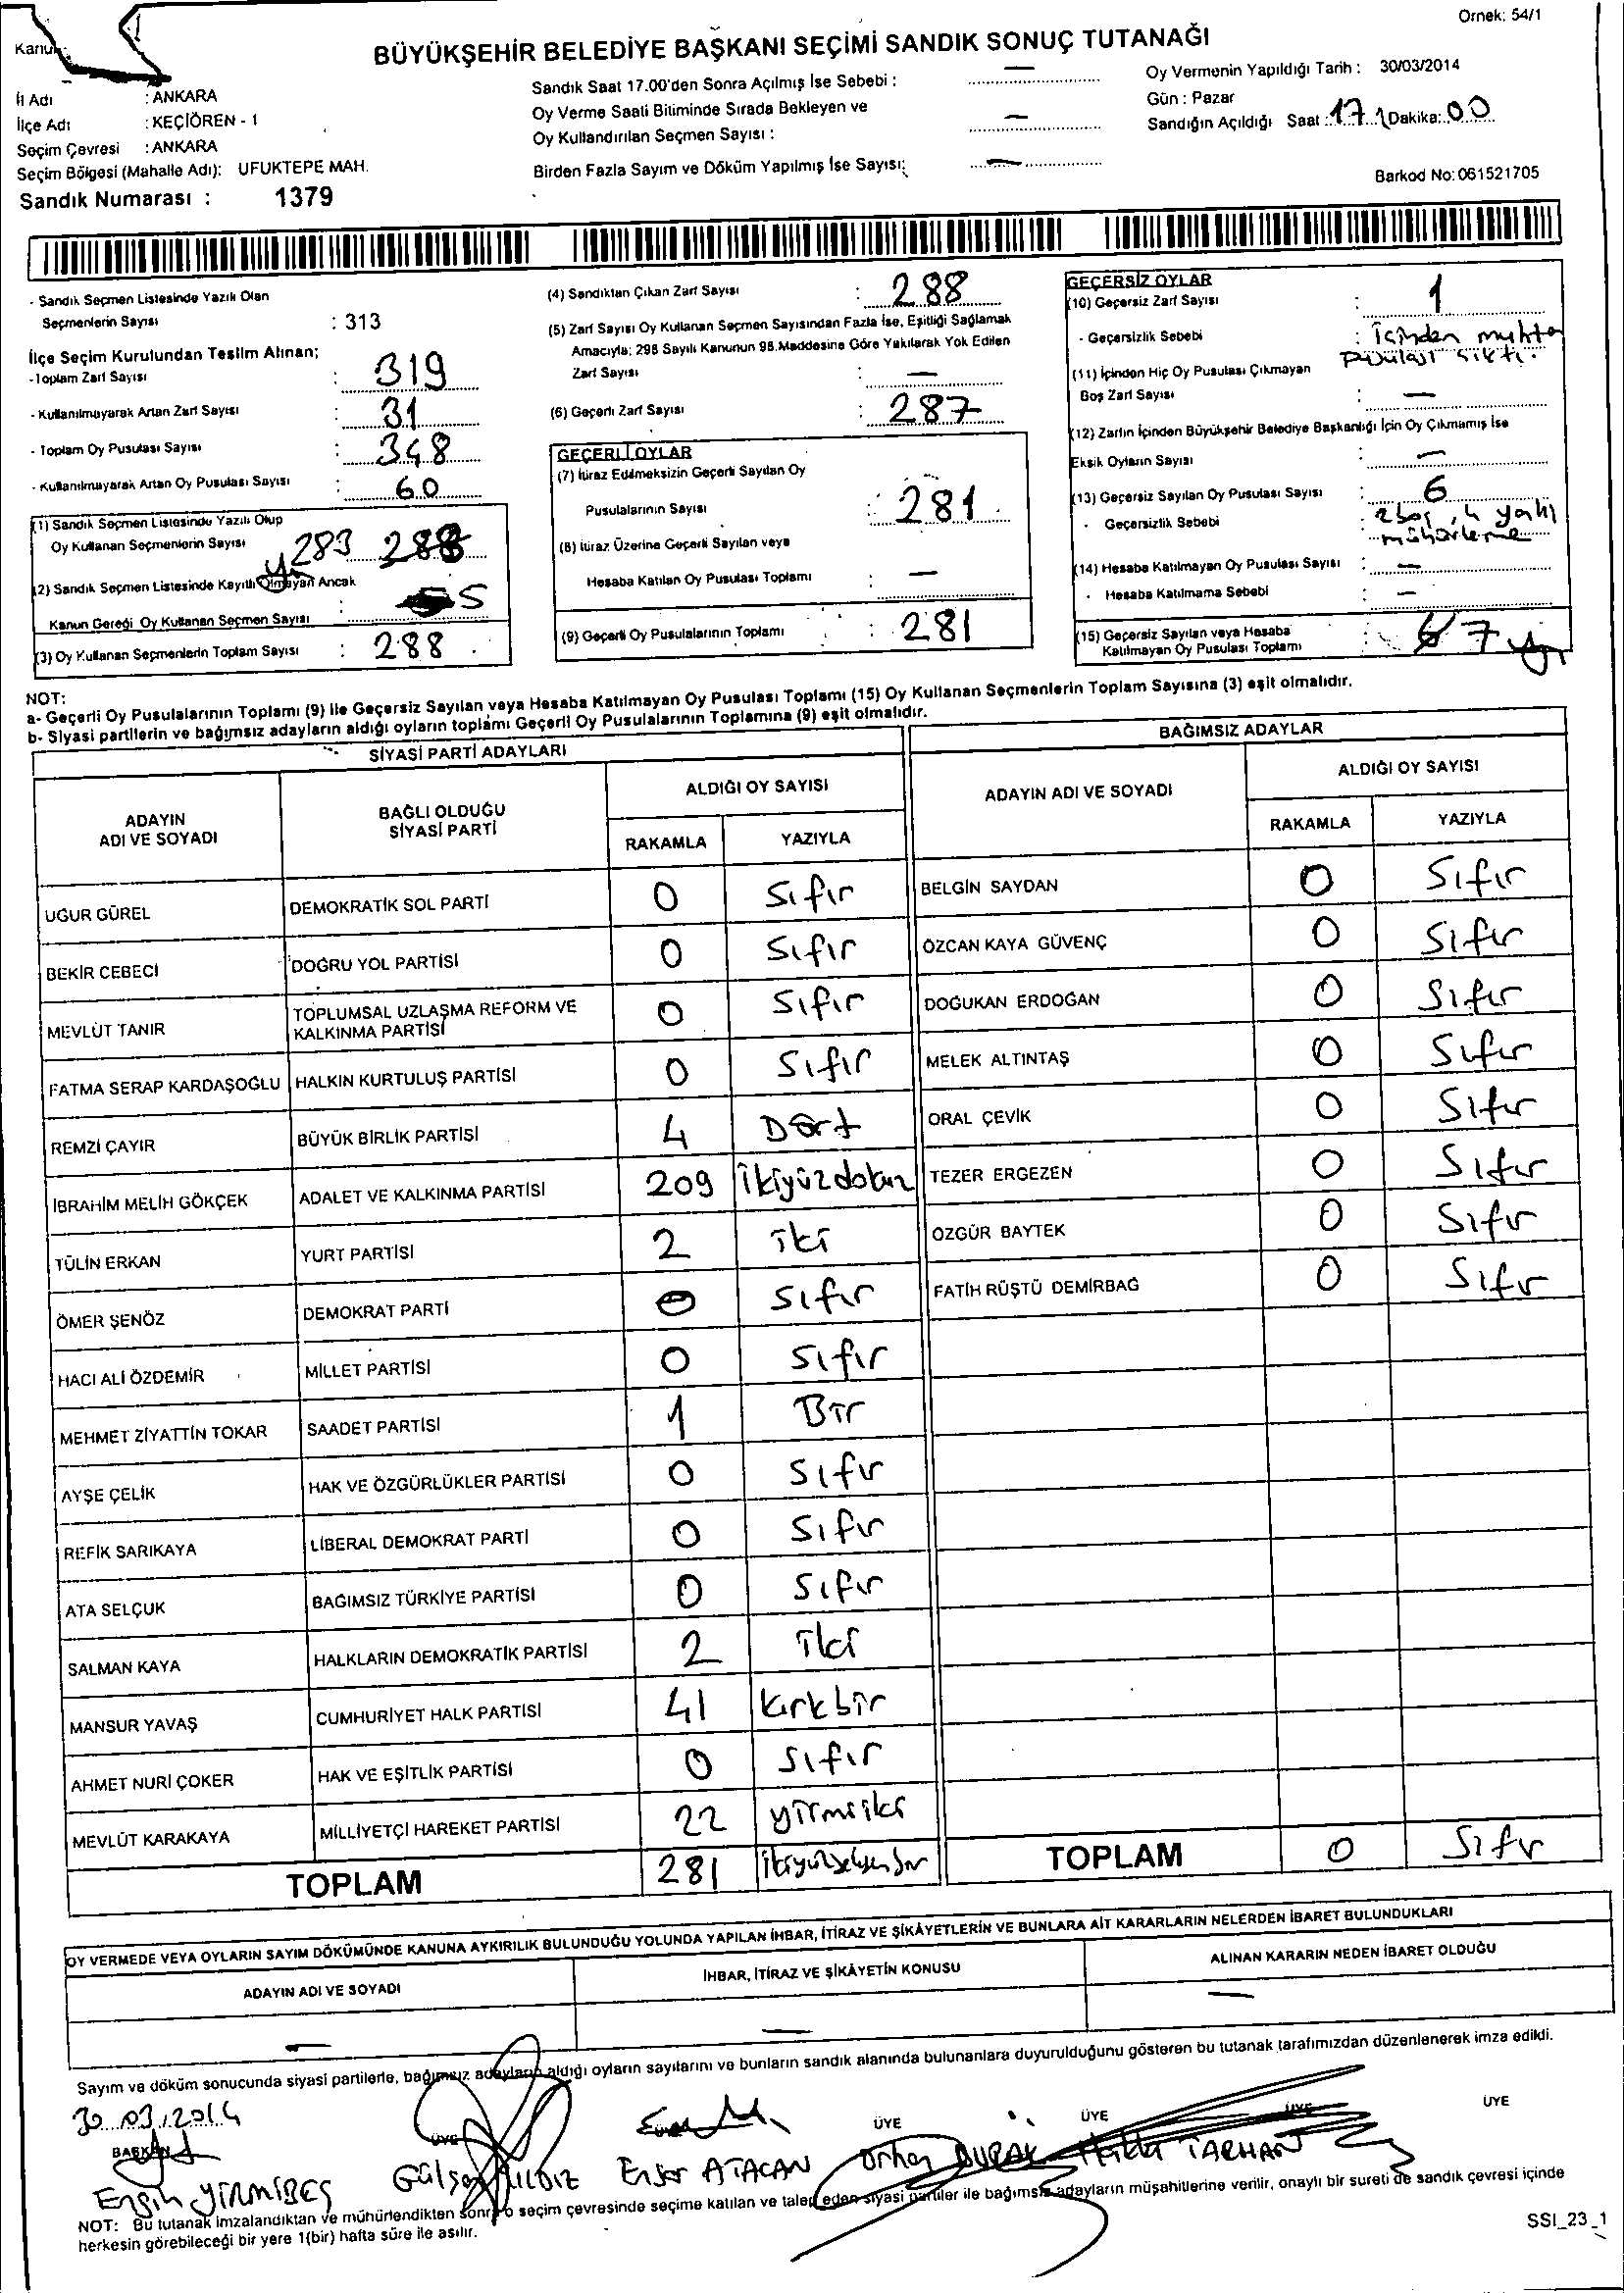 Örnek: 54/1
BÜYÜKŞEHİR BELEDİYE BAŞKANI SEÇİMİ SANDIK SONUÇ TUTANAĞI
İl Adı : ANKARA
İlçe Adı : KEÇİÖREN - 1
Seçim Çevresi : ANKARA
Seçim Bölgesi (Mahalle Adı): UFUKTEPE MAH.
Sandık Numarası : 1379
Sandık Saat 17.00'den Sonra Açılmış İse Sebebi : —
Oy Verme Saati Bitiminde Sırada Bekleyen ve
Oy Kullandırılan Seçmen Sayısı : —
Birden Fazla Sayım ve Döküm Yapılmış İse Sayısı: —
Oy Vermenin Yapıldığı Tarih : 30/03/2014
Gün : Pazar
Sandığın Açıldığı Saat : 17 Dakika: 00
Barkod No: 061521705
- Sandık Seçmen Listesinde Yazılı Olan
Seçmenlerin Sayısı : 313
İlçe Seçim Kurulundan Teslim Alınan;
-Toplam Zarf Sayısı : 319
- Kullanılmayarak Artan Zarf Sayısı : 31
- Toplam Oy Pusulası Sayısı : 348
- Kullanılmayarak Artan Oy Pusulası Sayısı : 60
(1) Sandık Seçmen Listesinde Yazılı Olup
Oy Kullanan Seçmenlerin Sayısı 283 288
(2) Sandık Seçmen Listesinde Kayıtlı Olmayan Ancak
Kanun Gereği Oy Kullanan Seçmen Sayısı : 5
(3) Oy Kullanan Seçmenlerin Toplam Sayısı : 288
(4) Sandıktan Çıkan Zarf Sayısı : 288
(5) Zarf Sayısı Oy Kullanan Seçmen Sayısından Fazla İse, Eşitliği Sağlamak
Amacıyla; 298 Sayılı Kanunun 98.Maddesine Göre Yakılarak Yok Edilen
Zarf Sayısı : —
(6) Geçerli Zarf Sayısı : 287
GEÇERLİ OYLAR
(7) İtiraz Edilmeksizin Geçerli Sayılan Oy
Pusulalarının Sayısı : 281
(8) İtiraz Üzerine Geçerli Sayılan veya
Hesaba Katılan Oy Pusulası Toplamı : —
(9) Geçerli Oy Pusulalarının Toplamı : 281
GEÇERSİZ OYLAR
(10) Geçersiz Zarf Sayısı : 1
- Geçersizlik Sebebi : İçinden muhtar
pusulası çıktı.
(11) İçinden Hiç Oy Pusulası Çıkmayan
Boş Zarf Sayısı : —
(12) Zarfın İçinden Büyükşehir Belediye Başkanlığı İçin Oy Çıkmamış İse
Eksik Oyların Sayısı : —
(13) Geçersiz Sayılan Oy Pusulası Sayısı : 6
- Geçersizlik Sebebi : 2 boş, 4
mühürleme
(14) Hesaba Katılmayan Oy Pusulası Sayısı : —
- Hesaba Katılmama Sebebi : —
(15) Geçersiz Sayılan veya Hesaba
Katılmayan Oy Pusulası Toplamı : 7
NOT:
a- Geçerli Oy Pusulalarının Toplamı (9) ile Geçersiz Sayılan veya Hesaba Katılmayan Oy Pusulası Toplamı (15) Oy Kullanan Seçmenlerin Toplam Sayısına (3) eşit olmalıdır.
b- Siyasi partilerin ve bağımsız adayların aldığı oyların toplamı Geçerli Oy Pusulalarının Toplamına (9) eşit olmalıdır.
SİYASİ PARTİ ADAYLARI
ADAYIN ADI VE SOYADI BAĞLI OLDUĞU SİYASİ PARTİ ALDIĞI OY SAYISI
RAKAMLA YAZIYLA
UĞUR GÜREL DEMOKRATİK SOL PARTİ 0 Sıfır
BEKİR CEBECİ DOĞRU YOL PARTİSİ 0 Sıfır
MEVLÜT TANIR TOPLUMSAL UZLAŞMA REFORM VE KALKINMA PARTİSİ 0 Sıfır
FATMA SERAP KARDAŞOĞLU HALKIN KURTULUŞ PARTİSİ 0 Sıfır
REMZİ ÇAYIR BÜYÜK BİRLİK PARTİSİ 4 Dört
İBRAHİM MELİH GÖKÇEK ADALET VE KALKINMA PARTİSİ 209 İkiyüzdokuz
TÜLİN ERKAN YURT PARTİSİ 2 iki
ÖMER ŞENÖZ DEMOKRAT PARTİ 0 Sıfır
HACI ALİ ÖZDEMİR MİLLET PARTİSİ 0 Sıfır
MEHMET ZİYATTİN TOKAR SAADET PARTİSİ 1 Bir
AYŞE ÇELİK HAK VE ÖZGÜRLÜKLER PARTİSİ 0 Sıfır
REFİK SARIKAYA LİBERAL DEMOKRAT PARTİ 0 Sıfır
ATA SELÇUK BAĞIMSIZ TÜRKİYE PARTİSİ 0 Sıfır
SALMAN KAYA HALKLARIN DEMOKRATİK PARTİSİ 2 iki
MANSUR YAVAŞ CUMHURİYET HALK PARTİSİ 41 Kırkbir
AHMET NURİ ÇOKER HAK VE EŞİTLİK PARTİSİ 0 Sıfır
MEVLÜT KARAKAYA MİLLİYETÇİ HAREKET PARTİSİ 22 yirmiiki
TOPLAM 281 ikiyüzseksenbir
BAĞIMSIZ ADAYLAR
ADAYIN ADI VE SOYADI ALDIĞI OY SAYISI
RAKAMLA YAZIYLA
BELGİN SAYDAN 0 Sıfır
ÖZCAN KAYA GÜVENÇ 0 Sıfır
DOĞUKAN ERDOĞAN 0 Sıfır
MELEK ALTINTAŞ 0 Sıfır
ORAL ÇEVİK 0 Sıfır
TEZER ERGEZEN 0 Sıfır
ÖZGÜR BAYTEK 0 Sıfır
FATİH RÜŞTÜ DEMİRBAĞ 0 Sıfır
TOPLAM 0 Sıfır
OY VERMEDE VEYA OYLARIN SAYIM DÖKÜMÜNDE KANUNA AYKIRILIK BULUNDUĞU YOLUNDA YAPILAN İHBAR, İTİRAZ VE ŞİKÂYETLERİN VE BUNLARA AİT KARARLARIN NELERDEN İBARET BULUNDUKLARI
ADAYIN ADI VE SOYADI İHBAR, İTİRAZ VE ŞİKÂYETİN KONUSU ALINAN KARARIN NEDEN İBARET OLDUĞU
— — —
Sayım ve döküm sonucunda siyasi partilerle, bağımsız adayların aldığı oyların sayılarını ve bunların sandık alanında bulunanlara duyurulduğunu gösteren bu tutanak tarafımızdan düzenlenerek imza edildi.
30.03.2014
BAŞKAN ÜYE ÜYE ÜYE ÜYE ÜYE ÜYE
Engin YİRMİBEŞ Gülşen YILDIZ Enser ATACAN Orhan DURAK Hakkı TARHAN
NOT: Bu tutanak imzalandıktan ve mühürlendikten sonra o seçim çevresinde seçime katılan ve talep eden siyasi partiler ile bağımsız adayların müşahitlerine verilir, onaylı bir sureti de sandık çevresi içinde
herkesin görebileceği bir yere 1(bir) hafta süre ile asılır.
SSI_23_1